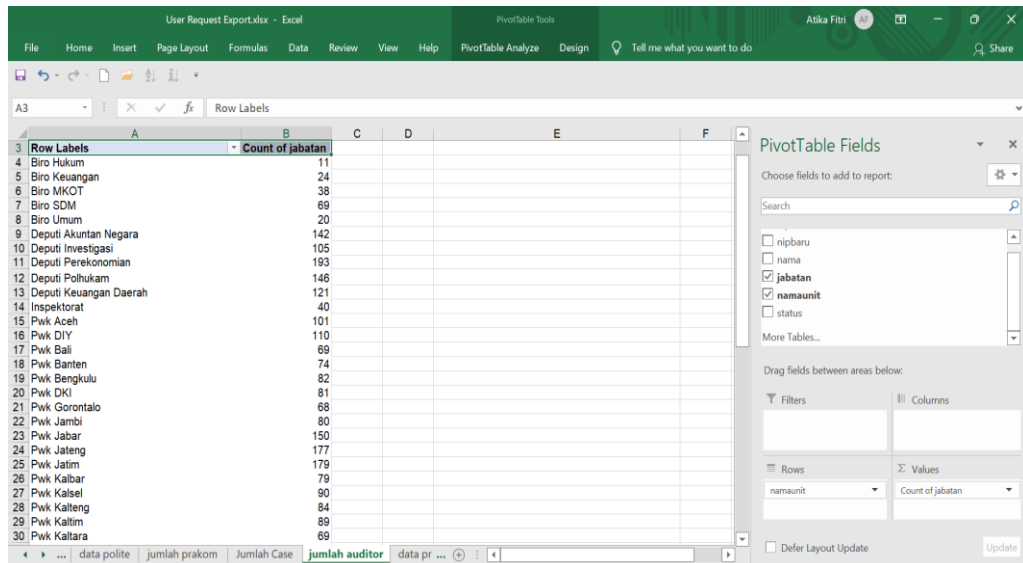 User Request Export.xlsx - Excel
PivotTable Tools
Atika Fitri AF
File Home Insert Page Layout Formulas Data Review View Help PivotTable Analyze Design Tell me what you want to do Share
A3 fx Row Labels
A B C D E F
3 Row Labels Count of jabatan
4 Biro Hukum 11
5 Biro Keuangan 24
6 Biro MKOT 38
7 Biro SDM 69
8 Biro Umum 20
9 Deputi Akuntan Negara 142
10 Deputi Investigasi 105
11 Deputi Perekonomian 193
12 Deputi Polhukam 146
13 Deputi Keuangan Daerah 121
14 Inspektorat 40
15 Pwk Aceh 101
16 Pwk DIY 110
17 Pwk Bali 69
18 Pwk Banten 74
19 Pwk Bengkulu 82
20 Pwk DKI 81
21 Pwk Gorontalo 68
22 Pwk Jambi 80
23 Pwk Jabar 150
24 Pwk Jateng 177
25 Pwk Jatim 179
26 Pwk Kalbar 79
27 Pwk Kalsel 90
28 Pwk Kalteng 84
29 Pwk Kaltim 89
30 Pwk Kaltara 69
... data polite jumlah prakom Jumlah Case jumlah auditor data pr ...
PivotTable Fields
Choose fields to add to report:
Search
nipbaru
nama
jabatan
namaunit
status
More Tables...
Drag fields between areas below:
Filters Columns
Rows Σ Values
namaunit Count of jabatan
Defer Layout Update Update